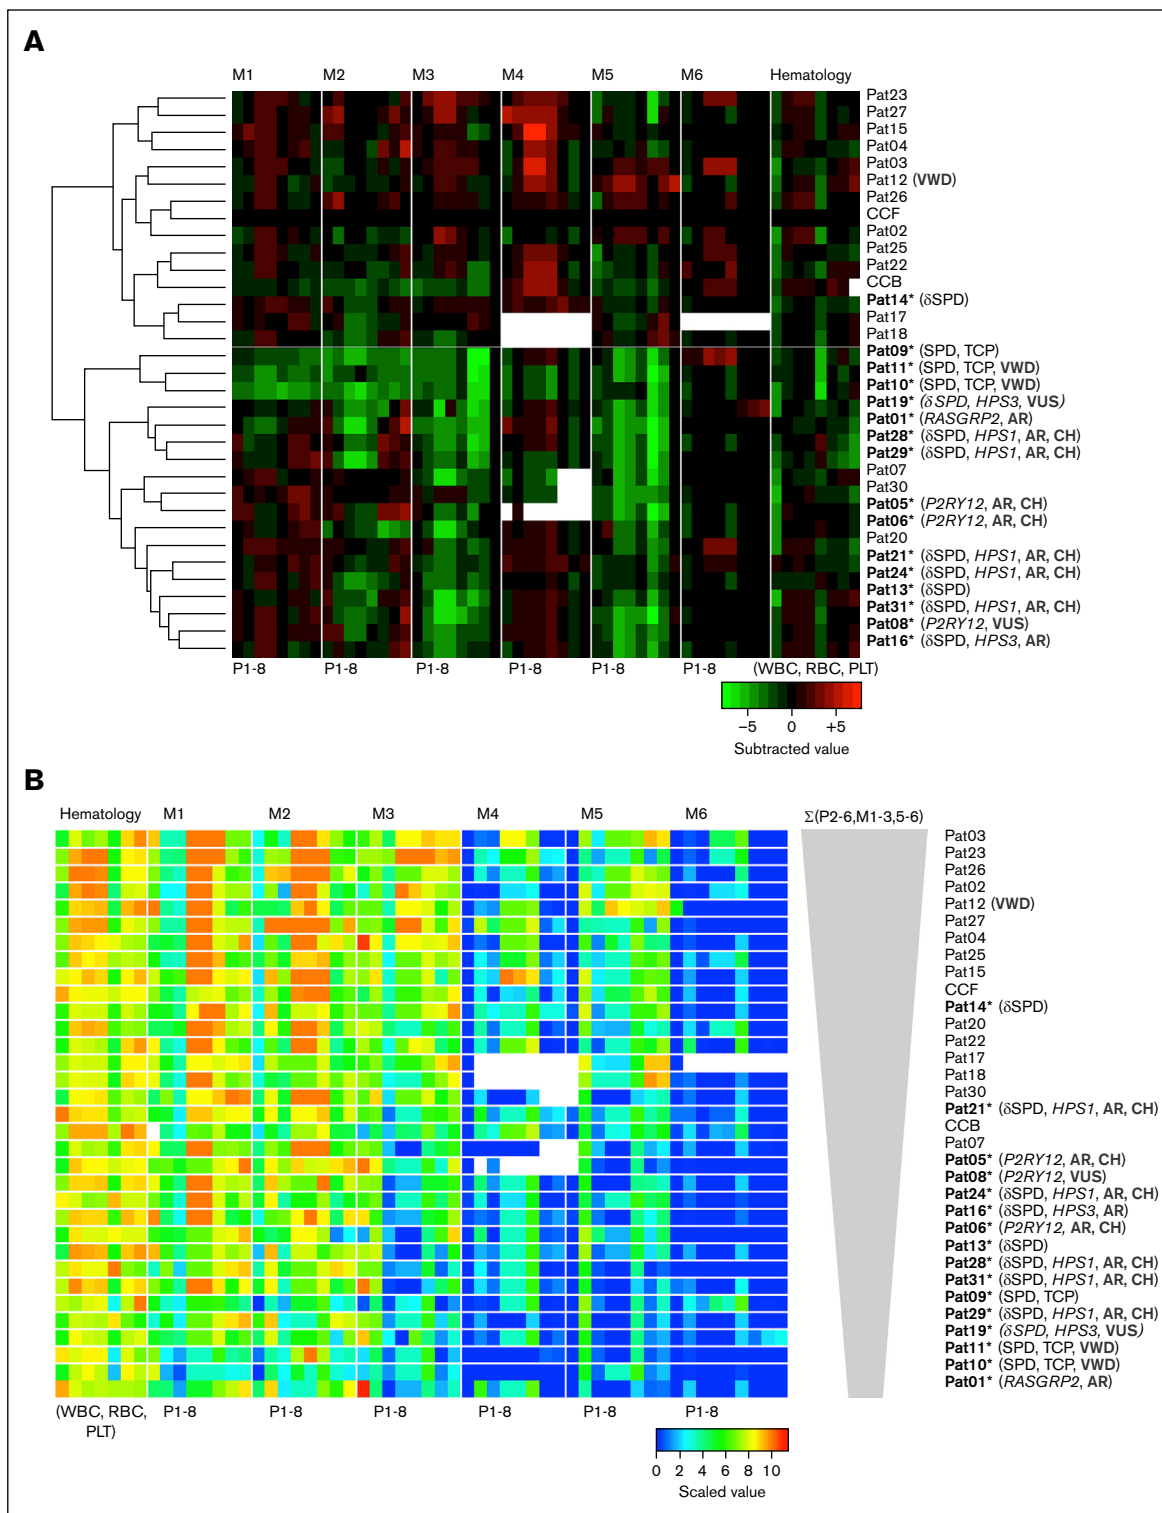 A
M1 M2 M3 M4 M5 M6 Hematology
Pat23
Pat27
Pat15
Pat04
Pat03
Pat12 (VWD)
Pat26
CCF
Pat02
Pat25
Pat22
CCB
Pat14* (δSPD)
Pat17
Pat18
Pat09* (SPD, TCP)
Pat11* (SPD, TCP, VWD)
Pat10* (SPD, TCP, VWD)
Pat19* (δSPD, HPS3, VUS)
Pat01* (RASGRP2, AR)
Pat28* (δSPD, HPS1, AR, CH)
Pat29* (δSPD, HPS1, AR, CH)
Pat07
Pat30
Pat05* (P2RY12, AR, CH)
Pat06* (P2RY12, AR, CH)
Pat20
Pat21* (δSPD, HPS1, AR, CH)
Pat24* (δSPD, HPS1, AR, CH)
Pat13* (δSPD)
Pat31* (δSPD, HPS1, AR, CH)
Pat08* (P2RY12, VUS)
Pat16* (δSPD, HPS3, AR)
P1-8 P1-8 P1-8 P1-8 P1-8 P1-8 (WBC, RBC, PLT)
−5 0 +5
Subtracted value
B
Hematology M1 M2 M3 M4 M5 M6 Σ(P2-6,M1-3,5-6)
Pat03
Pat23
Pat26
Pat02
Pat12 (VWD)
Pat27
Pat04
Pat25
Pat15
CCF
Pat14* (δSPD)
Pat20
Pat22
Pat17
Pat18
Pat30
Pat21* (δSPD, HPS1, AR, CH)
CCB
Pat07
Pat05* (P2RY12, AR, CH)
Pat08* (P2RY12, VUS)
Pat24* (δSPD, HPS1, AR, CH)
Pat16* (δSPD, HPS3, AR)
Pat06* (P2RY12, AR, CH)
Pat13* (δSPD)
Pat28* (δSPD, HPS1, AR, CH)
Pat31* (δSPD, HPS1, AR, CH)
Pat09* (SPD, TCP)
Pat29* (δSPD, HPS1, AR, CH)
Pat19* (δSPD, HPS3, VUS)
Pat11* (SPD, TCP, VWD)
Pat10* (SPD, TCP, VWD)
Pat01* (RASGRP2, AR)
(WBC, RBC, P1-8 P1-8 P1-8 P1-8 P1-8 P1-8
PLT)
0 2 4 6 8 10
Scaled value